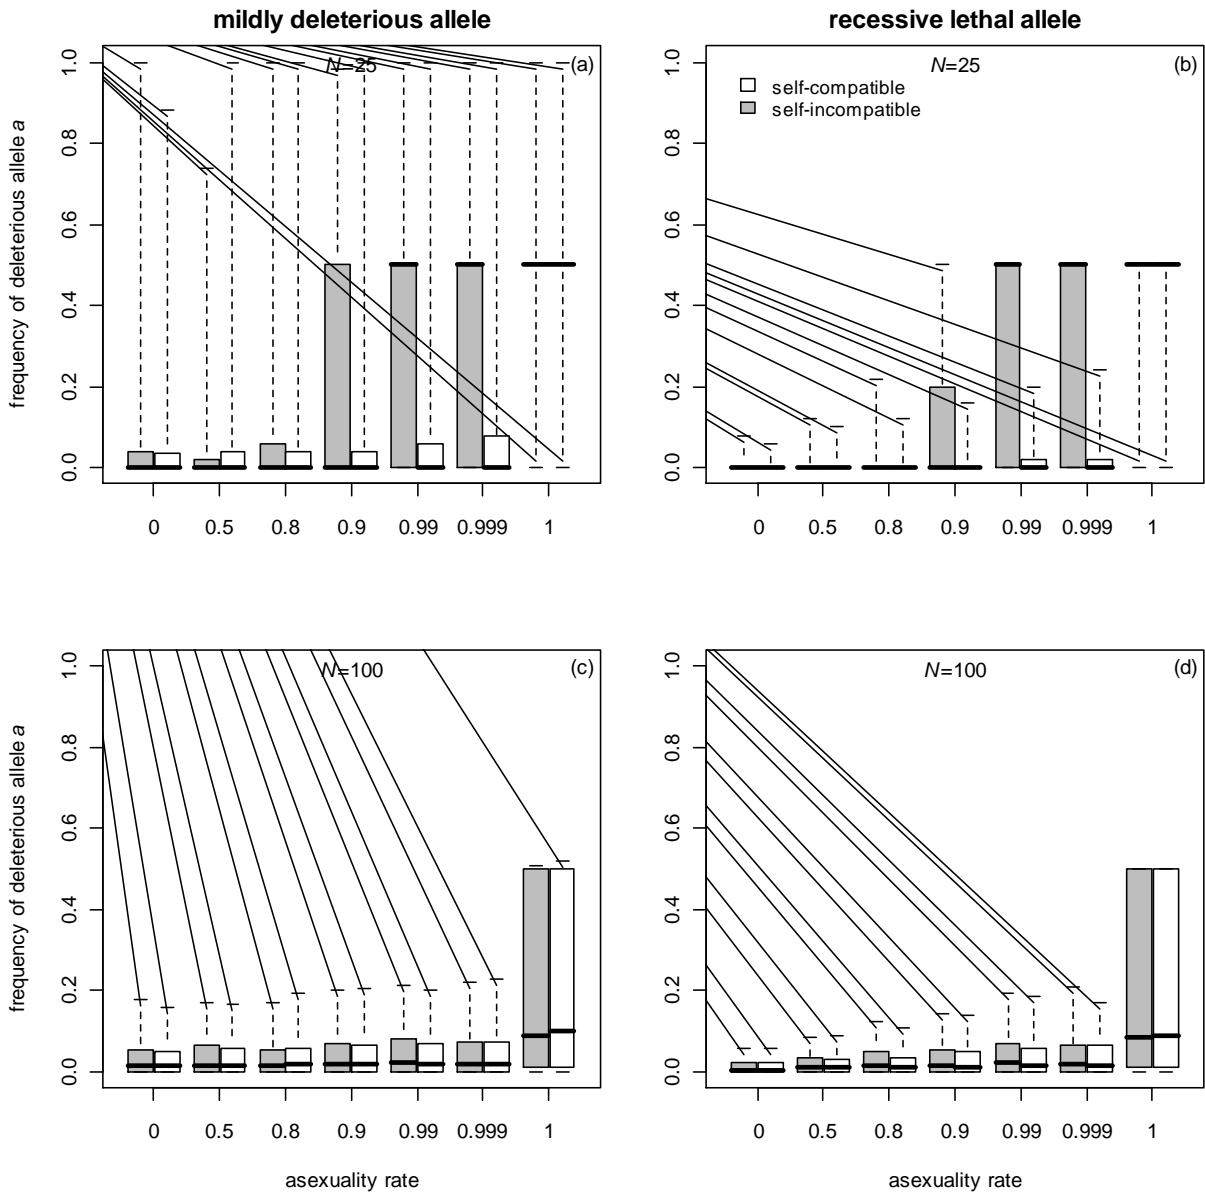 mildly deleterious allele
recessive lethal allele
frequency of deleterious allele a
0.0 0.2 0.4 0.6 0.8 1.0
N=25
(a)
0 0.5 0.8 0.9 0.99 0.999 1
0.0 0.2 0.4 0.6 0.8 1.0
N=25
(b)
self-compatible
self-incompatible
0 0.5 0.8 0.9 0.99 0.999 1
frequency of deleterious allele a
0.0 0.2 0.4 0.6 0.8 1.0
N=100
(c)
0 0.5 0.8 0.9 0.99 0.999 1
asexuality rate
0.0 0.2 0.4 0.6 0.8 1.0
N=100
(d)
0 0.5 0.8 0.9 0.99 0.999 1
asexuality rate